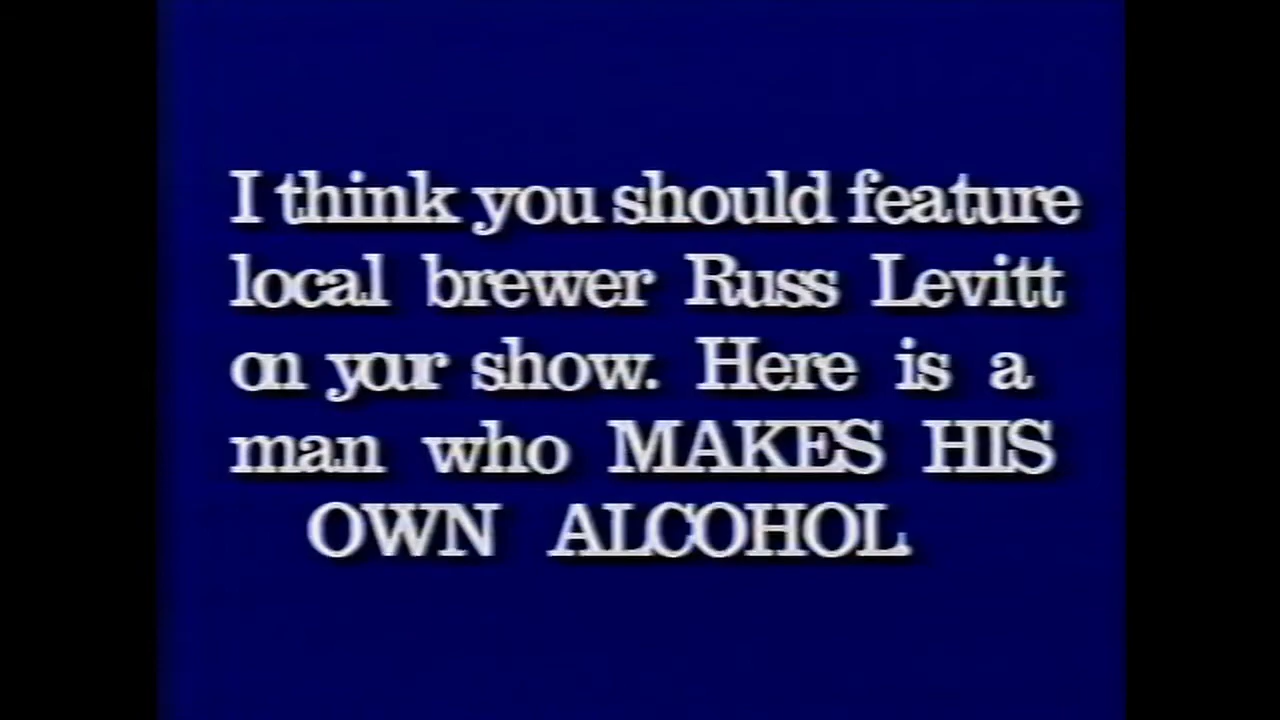 I think you should feature
local brewer Russ Levitt
on your show. Here is a
man who MAKES HIS
OWN ALCOHOL.